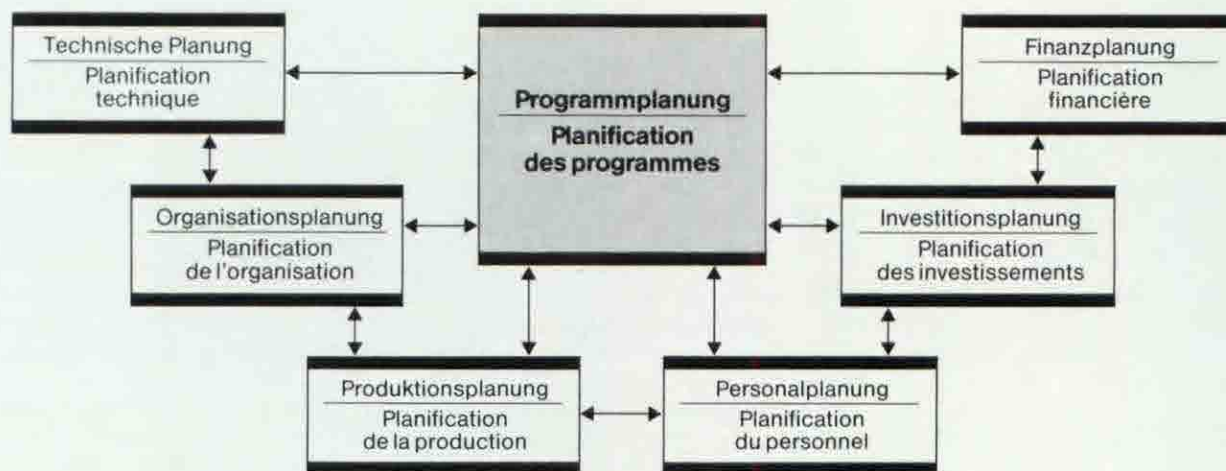 Technische Planung
Planification
technique
Programmplanung
Planification
des programmes
Finanzplanung
Planification
financière
Organisationsplanung
Planification
de l'organisation
Investitionsplanung
Planification
des investissements
Produktionsplanung
Planification
de la production
Personalplanung
Planification
du personnel